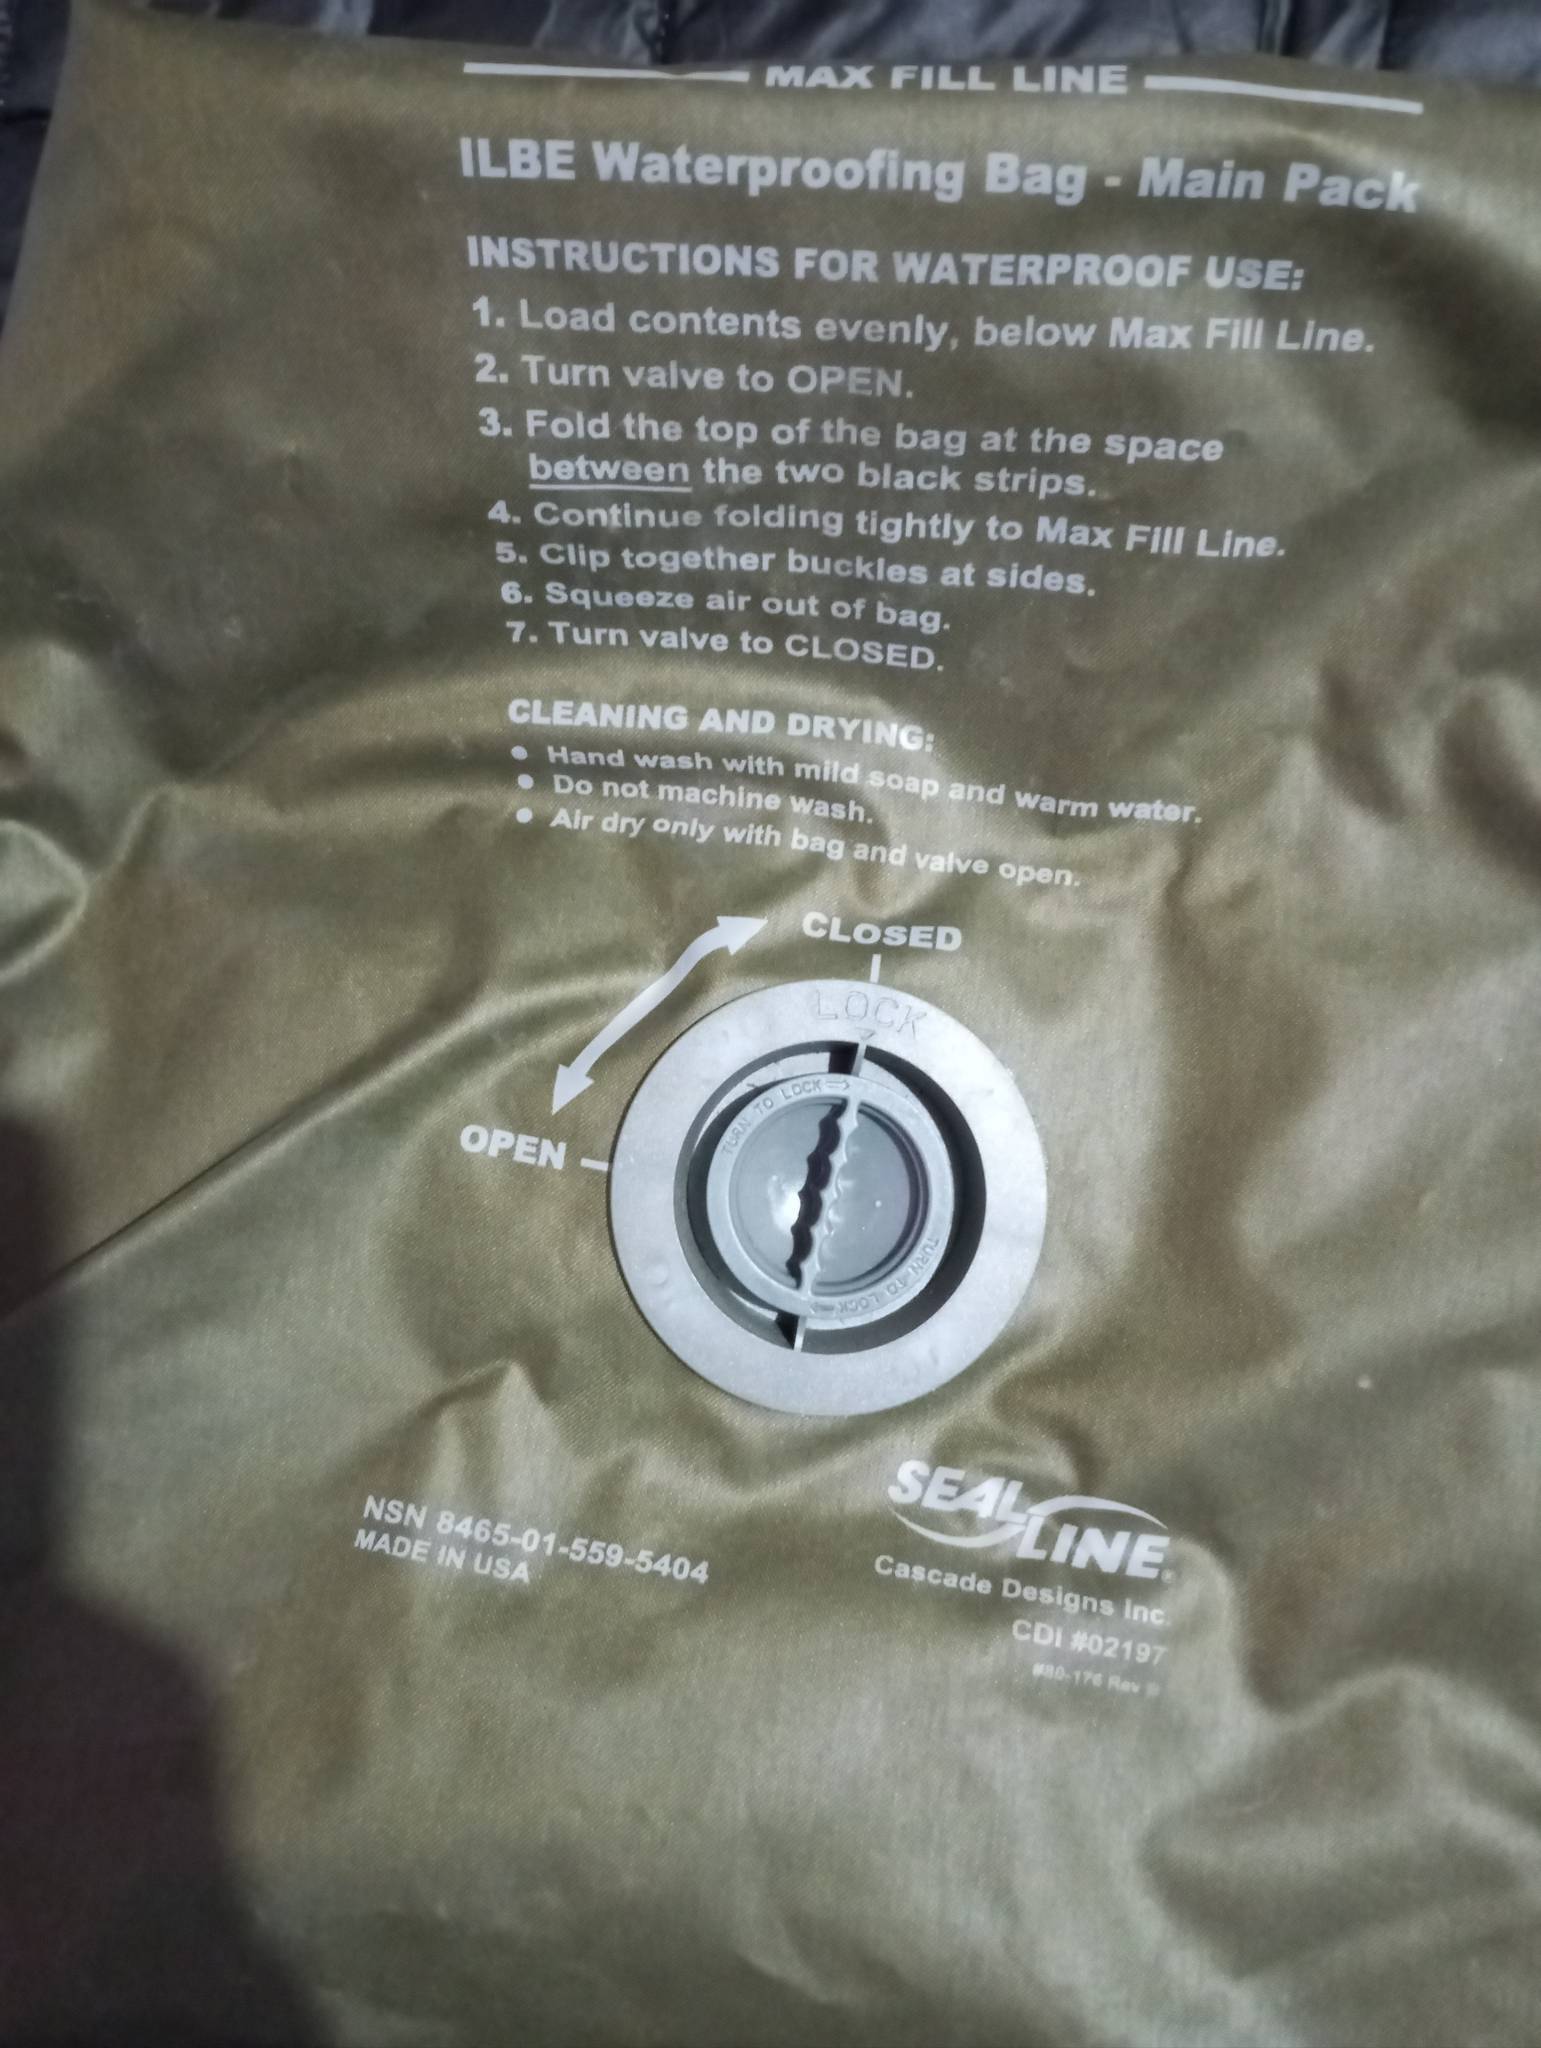 MAX FILL LINE
ILBE Waterproofing Bag - Main Pack
INSTRUCTIONS FOR WATERPROOF USE:
1. Load contents evenly, below Max Fill Line.
2. Turn valve to OPEN.
3. Fold the top of the bag at the space
between the two black strips.
4. Continue folding tightly to Max Fill Line.
5. Clip together buckles at sides.
6. Squeeze air out of bag.
7. Turn valve to CLOSED.
CLEANING AND DRYING:
• Hand wash with mild soap and warm water.
• Do not machine wash.
• Air dry only with bag and valve open.
CLOSED
LOCK
TURN TO LOCK
OPEN
TURN TO LOCK
NSN 8465-01-559-5404
MADE IN USA
SEAL LINE®
Cascade Designs Inc.
CDI #02197
#80-176 Rev